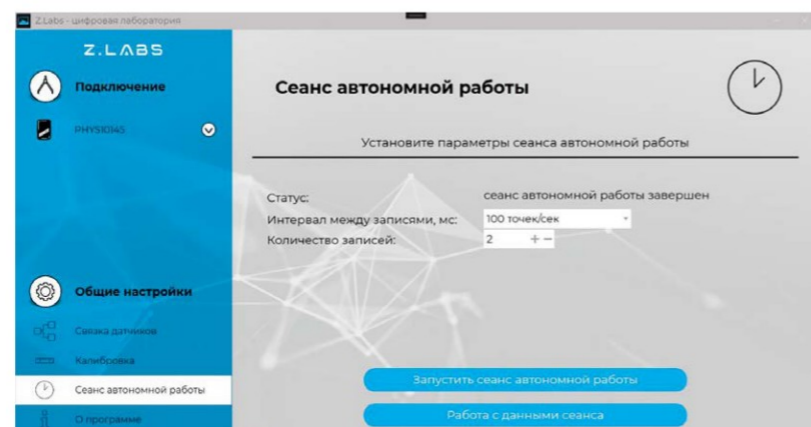 Z.Labs - цифровая лаборатория
Z.LABS
Подключение
PHYS10145
Общие настройки
Связка датчиков
Калибровка
Сеанс автономной работы
О программе
Сеанс автономной работы
Установите параметры сеанса автономной работы
Статус: сеанс автономной работы завершен
Интервал между записями, мс: 100 точек/сек
Количество записей: 2 + −
Запустить сеанс автономной работы
Работа с данными сеанса